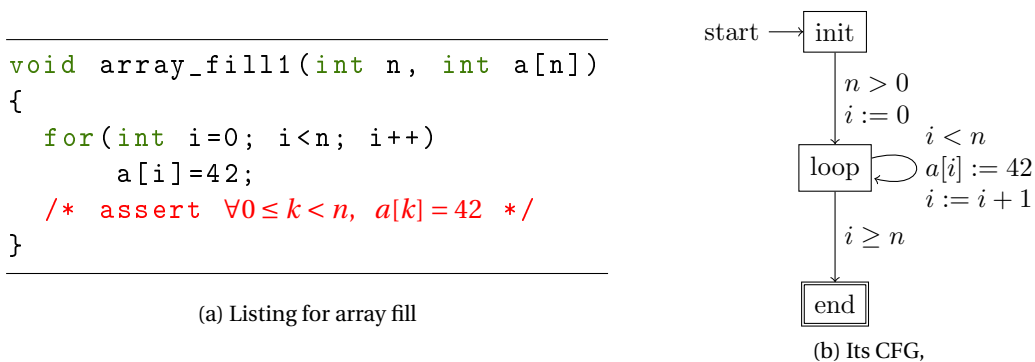 void array_fill1(int n, int a[n])
{
for(int i=0; i<n; i++)
a[i]=42;
/* assert ∀0 ≤ k < n, a[k] = 42 */
}
(a) Listing for array fill
start
init
n > 0
i := 0
loop
i < n
a[i] := 42
i := i + 1
i ≥ n
end
(b) Its CFG,